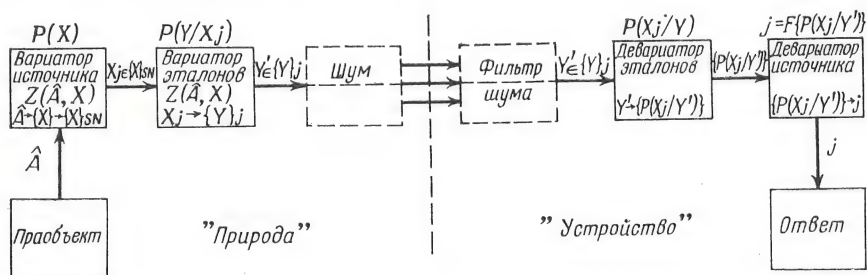 P(X)
Вариатор
источника
Z(Â, X)
Â→{X}→{X}SN
Xj∈{X}SN
P(Y/Xj)
Вариатор
эталонов
Z(Â, X)
Xj→{Y}j
Y'∈{Y}j
Шум
Фильтр
шума
Y'∈{Y}j
P(Xj/Y)
Девариатор
эталонов
Y'→{P(Xj/Y')}
{P(Xj/Y')}
j=F{P(Xj/Y')}
Девариатор
источника
{P(Xj/Y')}→j
Â
j
Праобъект
"Природа"
"Устройство"
Ответ